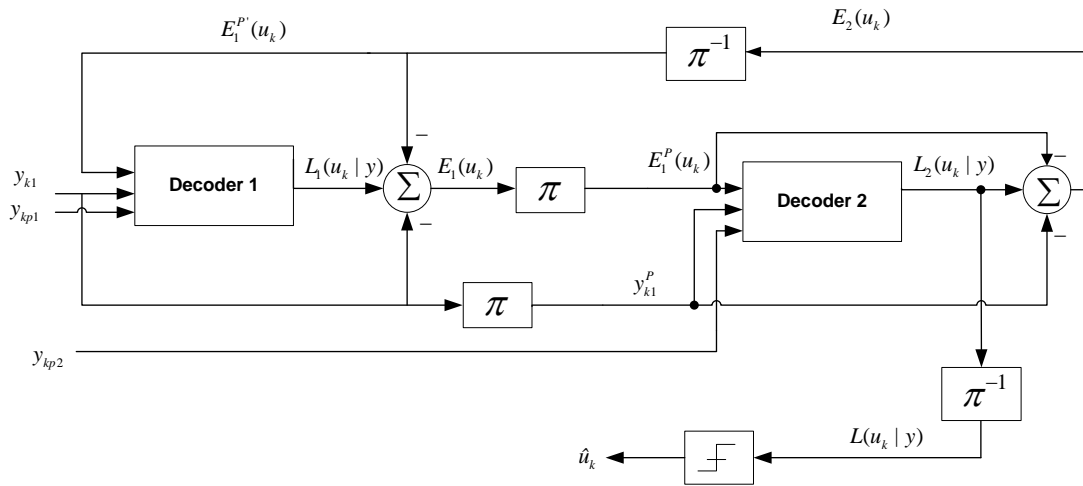 E_1^{P'}(u_k)
E_2(u_k)
π^{-1}
y_{k1}
y_{kp1}
Decoder 1
L_1(u_k | y)
−
Σ
−
E_1(u_k)
π
E_1^P(u_k)
Decoder 2
L_2(u_k | y)
−
Σ
−
π
y_{k1}^P
y_{kp2}
π^{-1}
L(u_k | y)
û_k